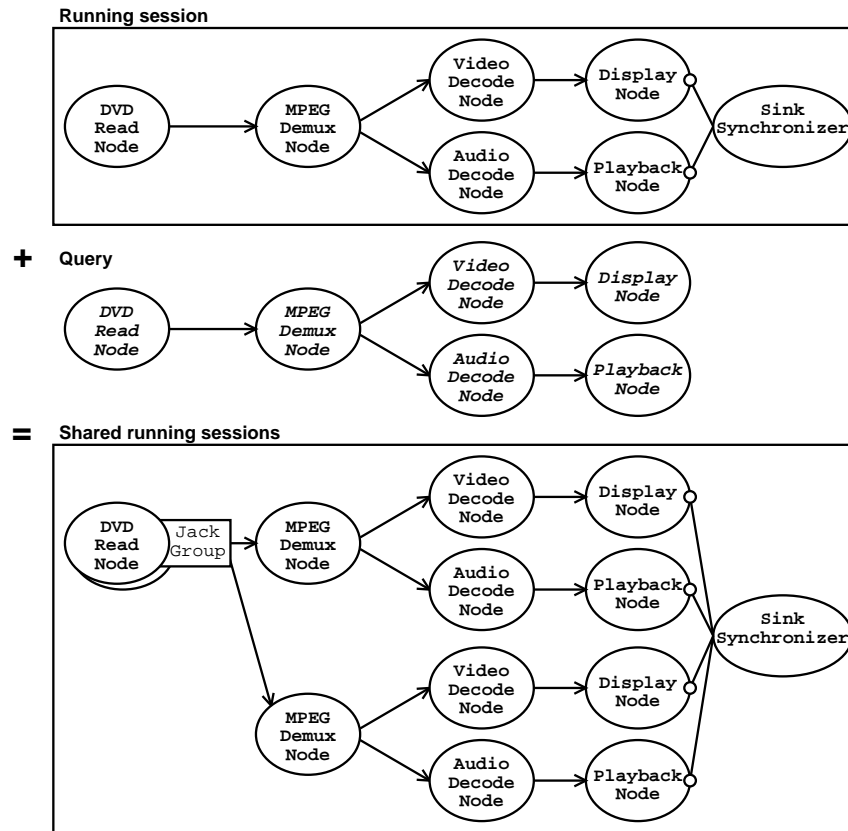 Running session
DVD
Read
Node
MPEG
Demux
Node
Video
Decode
Node
Display
Node
Audio
Decode
Node
Playback
Node
Sink
Synchronizer
+
Query
DVD
Read
Node
MPEG
Demux
Node
Video
Decode
Node
Display
Node
Audio
Decode
Node
Playback
Node
=
Shared running sessions
DVD
Read
Node
Jack
Group
MPEG
Demux
Node
Video
Decode
Node
Display
Node
Audio
Decode
Node
Playback
Node
Sink
Synchronizer
MPEG
Demux
Node
Video
Decode
Node
Display
Node
Audio
Decode
Node
Playback
Node